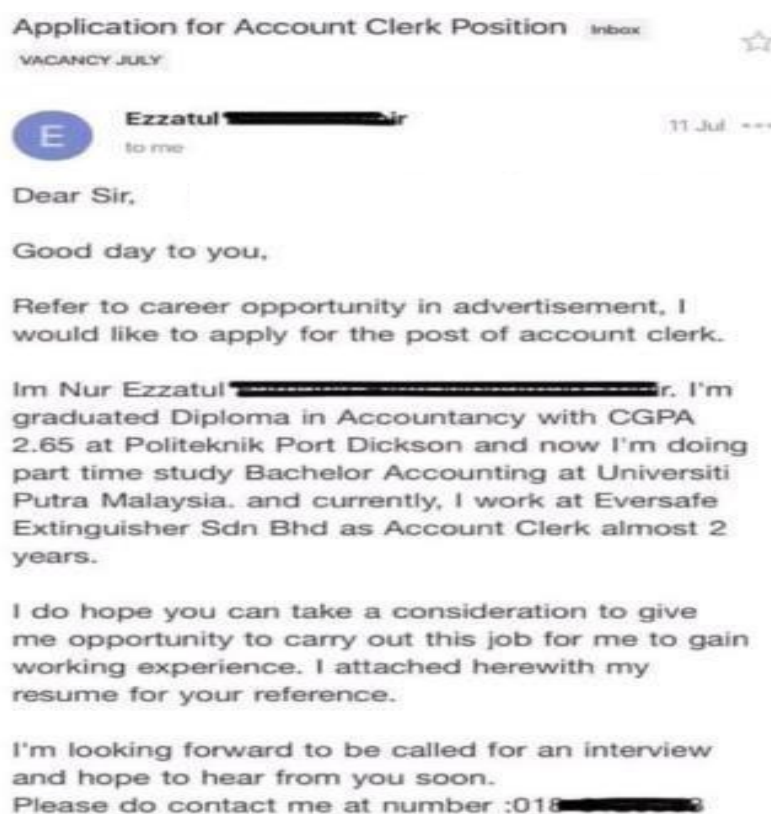 Application for Account Clerk Position Inbox
VACANCY JULY
E
Ezzatul ir
11 Jul
to me
Dear Sir,
Good day to you,
Refer to career opportunity in advertisement, I
would like to apply for the post of account clerk.
Im Nur Ezzatul ir. I'm
graduated Diploma in Accountancy with CGPA
2.65 at Politeknik Port Dickson and now I'm doing
part time study Bachelor Accounting at Universiti
Putra Malaysia. and currently, I work at Eversafe
Extinguisher Sdn Bhd as Account Clerk almost 2
years.
I do hope you can take a consideration to give
me opportunity to carry out this job for me to gain
working experience. I attached herewith my
resume for your reference.
I'm looking forward to be called for an interview
and hope to hear from you soon.
Please do contact me at number :018